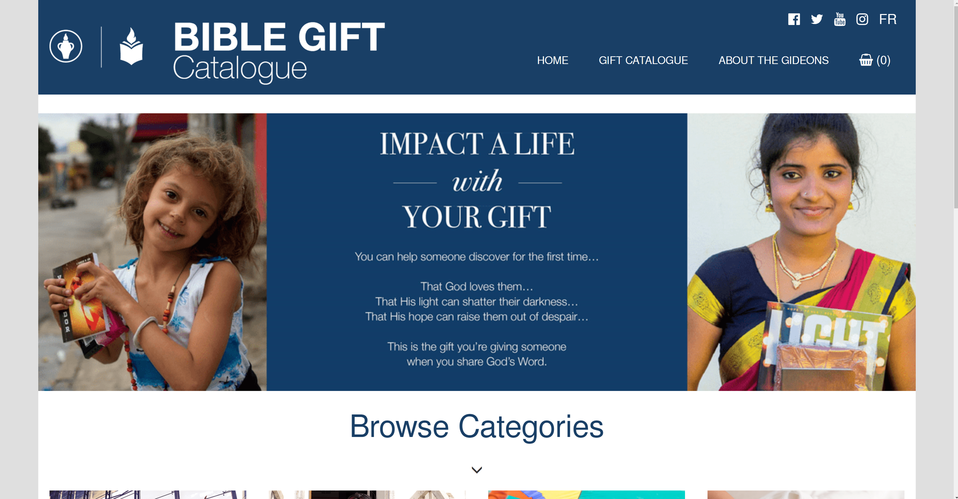 BIBLE GIFT
Catalogue
FR
HOME
GIFT CATALOGUE
ABOUT THE GIDEONS
(0)
IMPACT A LIFE
with
YOUR GIFT
You can help someone discover for the first time…
That God loves them…
That His light can shatter their darkness…
That His hope can raise them out of despair…
This is the gift you're giving someone
when you share God's Word.
LIGHT
Browse Categories